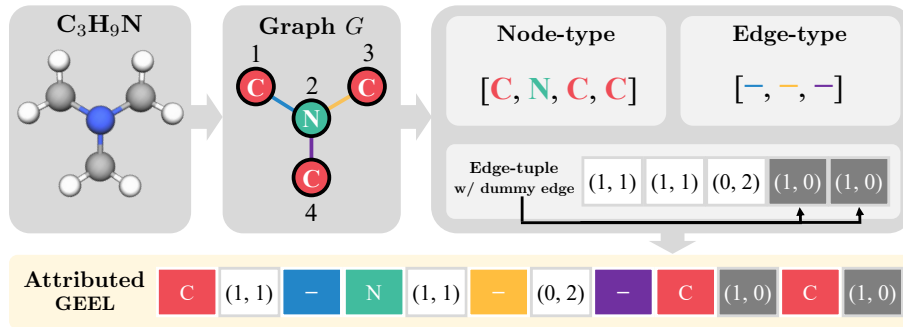 C₃H₉N
Graph G
1
3
2
C
C
N
C
4
Node-type
[C, N, C, C]
Edge-type
[–, –, –]
Edge-tuple
w/ dummy edge
(1, 1) (1, 1) (0, 2) (1, 0) (1, 0)
Attributed
GEEL
C (1, 1) – N (1, 1) – (0, 2) – C (1, 0) C (1, 0)